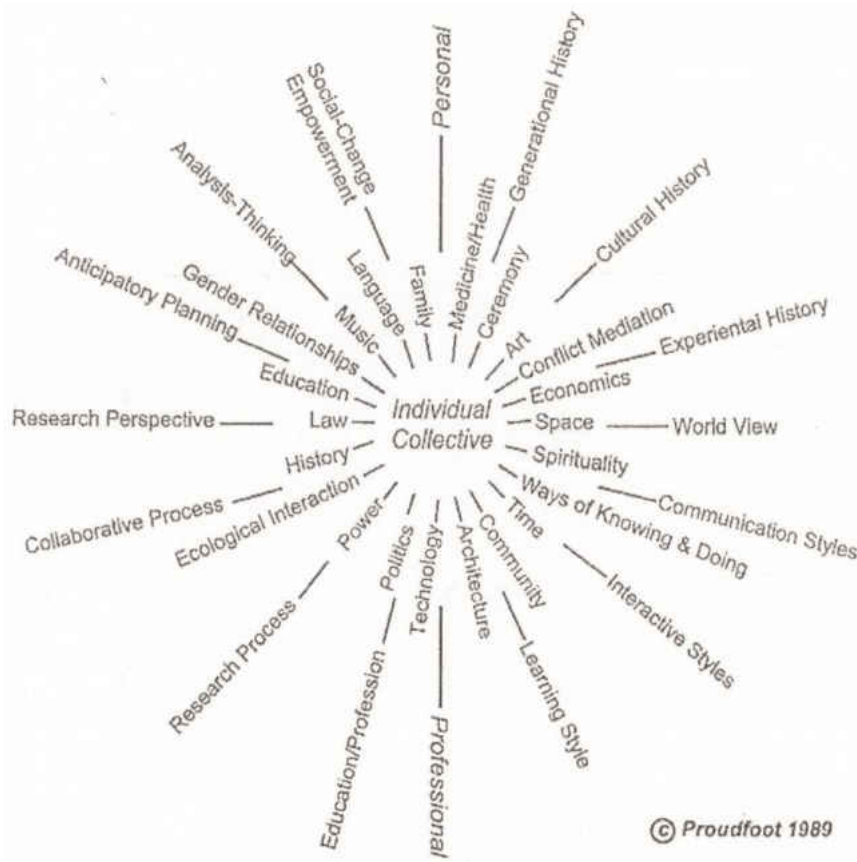 Personal
Generational History
Cultural History
Experiental History
World View
Communication Styles
Interactive Styles
Learning Style
Professional
Education/Profession
Research Process
Collaborative Process
Research Perspective
Anticipatory Planning
Analysis-Thinking
Social-Change
Empowerment
Family
Medicine/Health
Ceremony
Art
Conflict Mediation
Economics
Space
Spirituality
Ways of Knowing & Doing
Time
Community
Architecture
Technology
Politics
Power
Ecological Interaction
History
Law
Education
Gender Relationships
Music
Language
Individual
Collective
© Proudfoot 1989